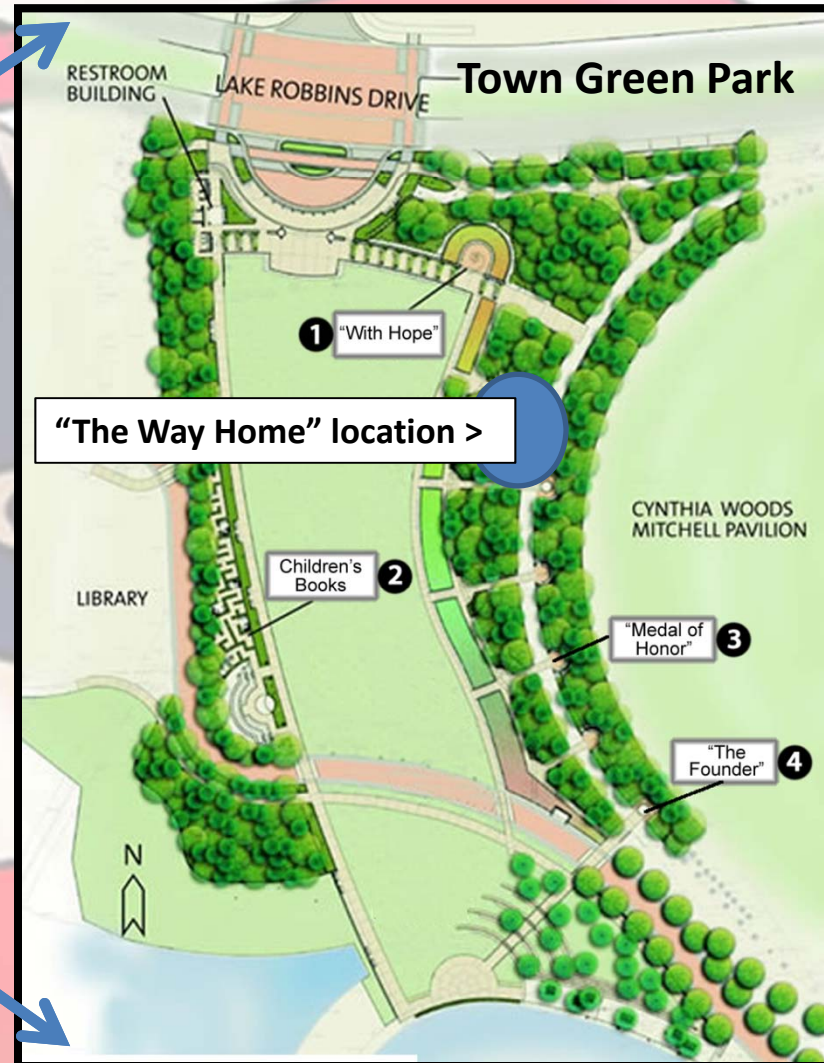 Town Green Park
RESTROOM
BUILDING
LAKE ROBBINS DRIVE
1 “With Hope”
“The Way Home” location >
CYNTHIA WOODS
MITCHELL PAVILION
Children's
Books 2
LIBRARY
“Medal of
Honor” 3
“The
Founder” 4
N